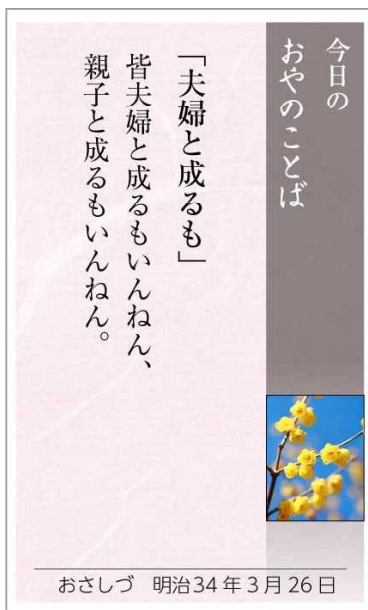 今日の
おやのことば
「夫婦と成るも」
皆夫婦と成るもいんねん、
親子と成るもいんねん。
おさしづ 明治34年3月26日